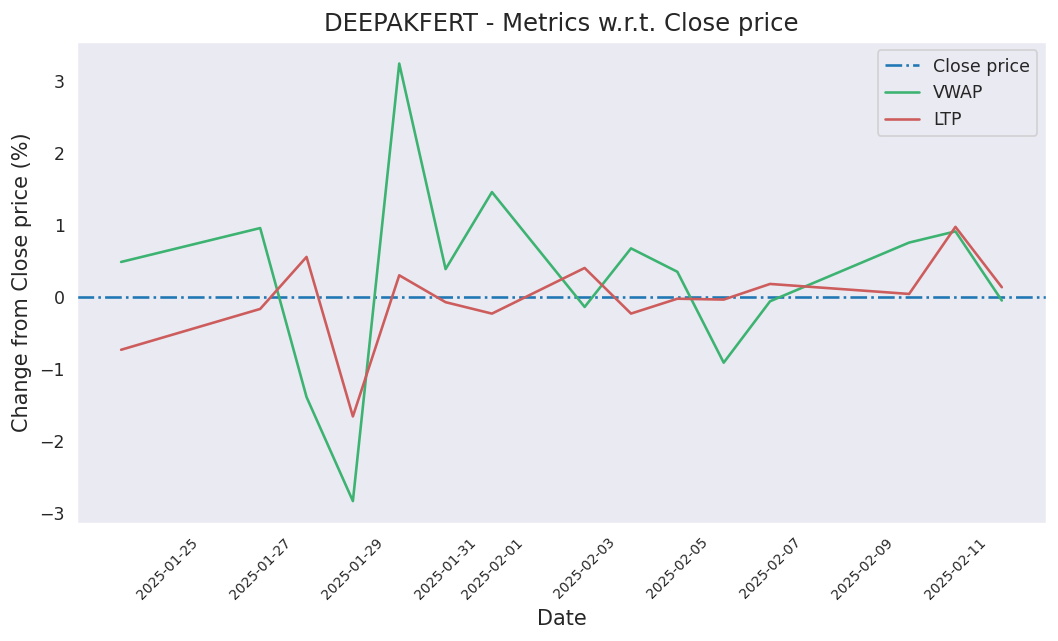 DEEPAKFERT - Metrics w.r.t. Close price
Close price
VWAP
LTP
Change from Close price (%)
3
2
1
0
−1
−2
−3
2025-01-25
2025-01-27
2025-01-29
2025-01-31
2025-02-01
2025-02-03
2025-02-05
2025-02-07
2025-02-09
2025-02-11
Date